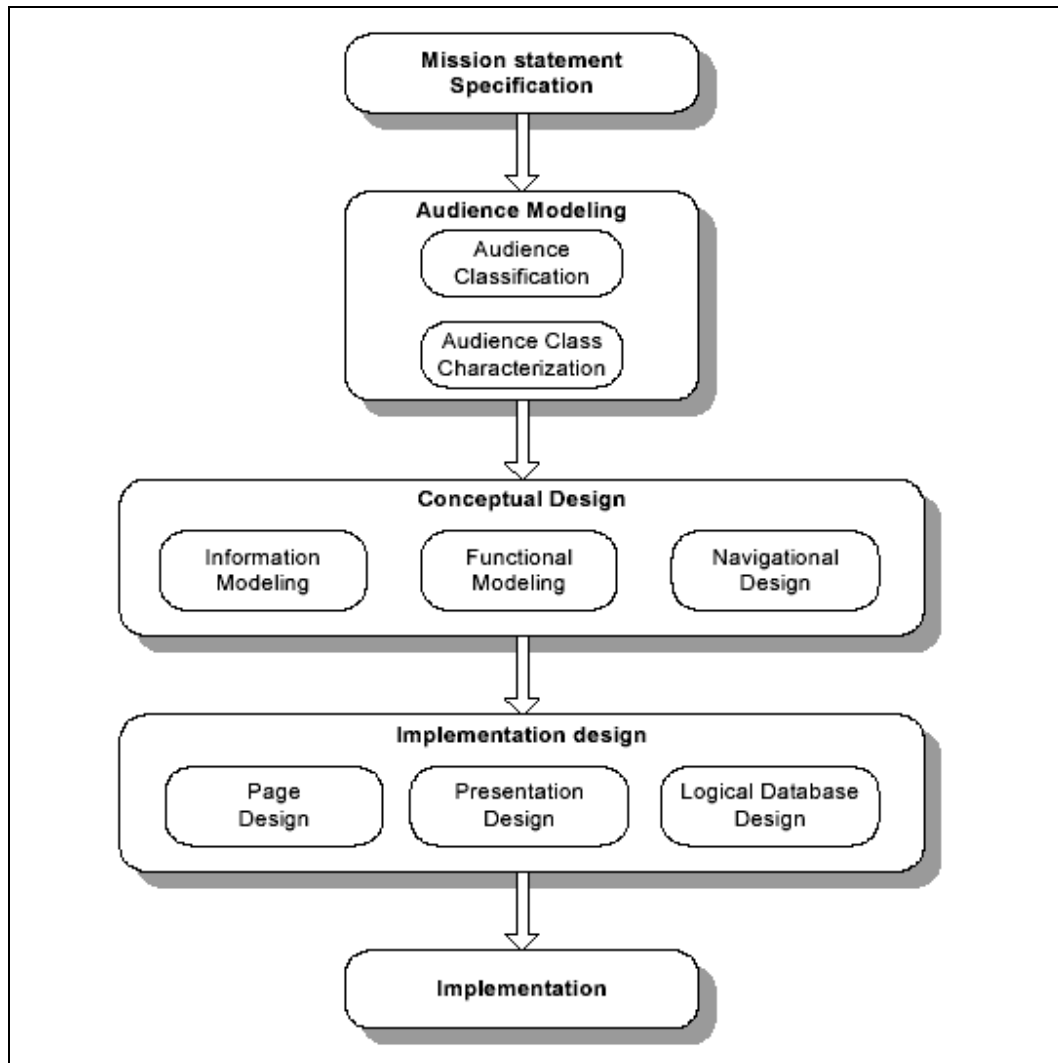 Mission statement
Specification
Audience Modeling
Audience
Classification
Audience Class
Characterization
Conceptual Design
Information
Modeling
Functional
Modeling
Navigational
Design
Implementation design
Page
Design
Presentation
Design
Logical Database
Design
Implementation